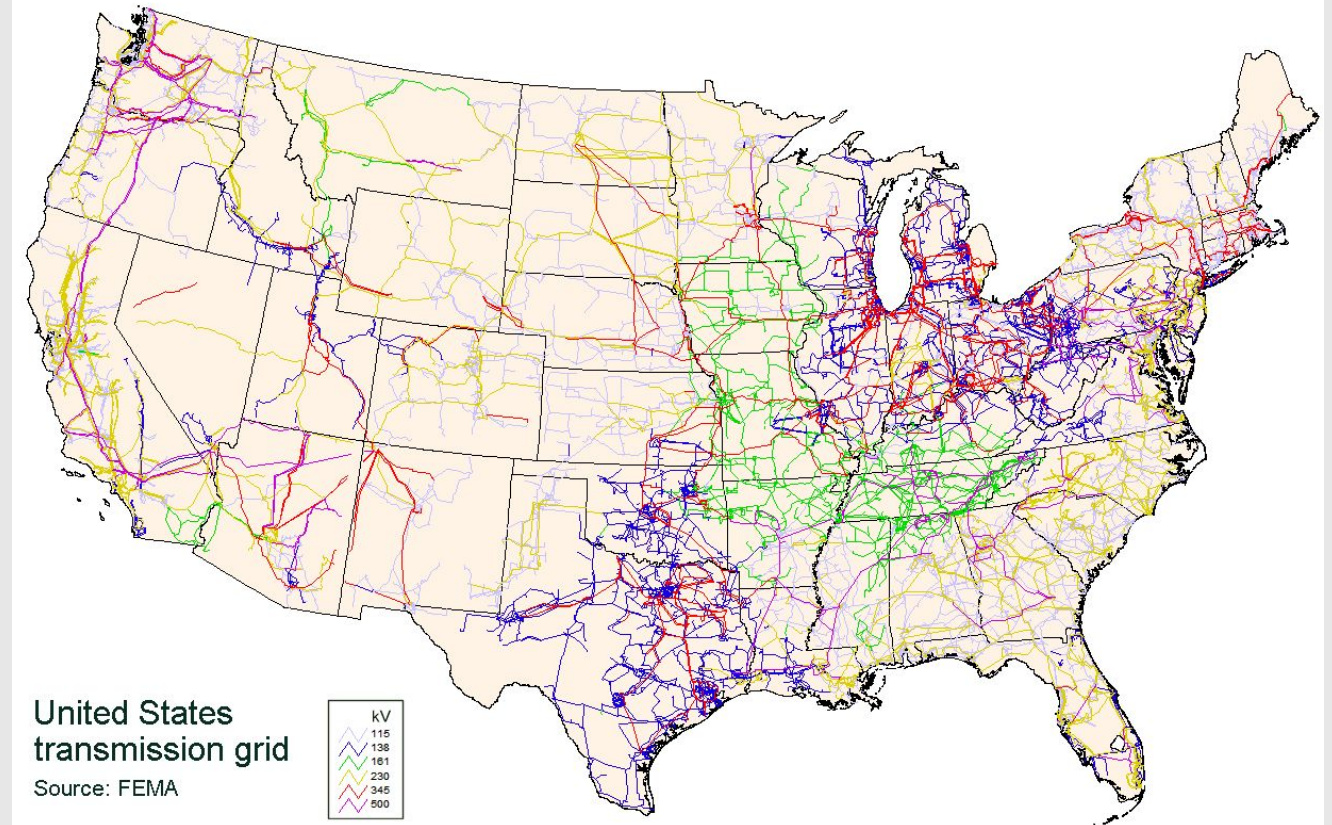 United States
transmission grid
Source: FEMA
kV
115
138
161
230
345
500